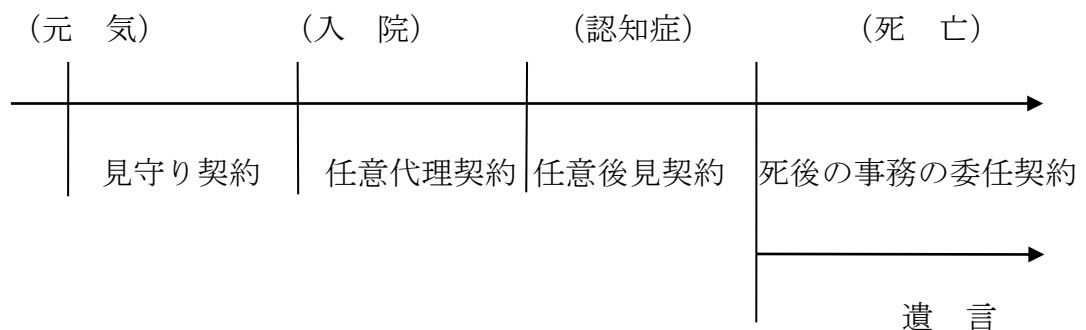 （元　気）　（入　院）　（認知症）　（死　亡）
見守り契約　任意代理契約　任意後見契約　死後の事務の委任契約
遺　言